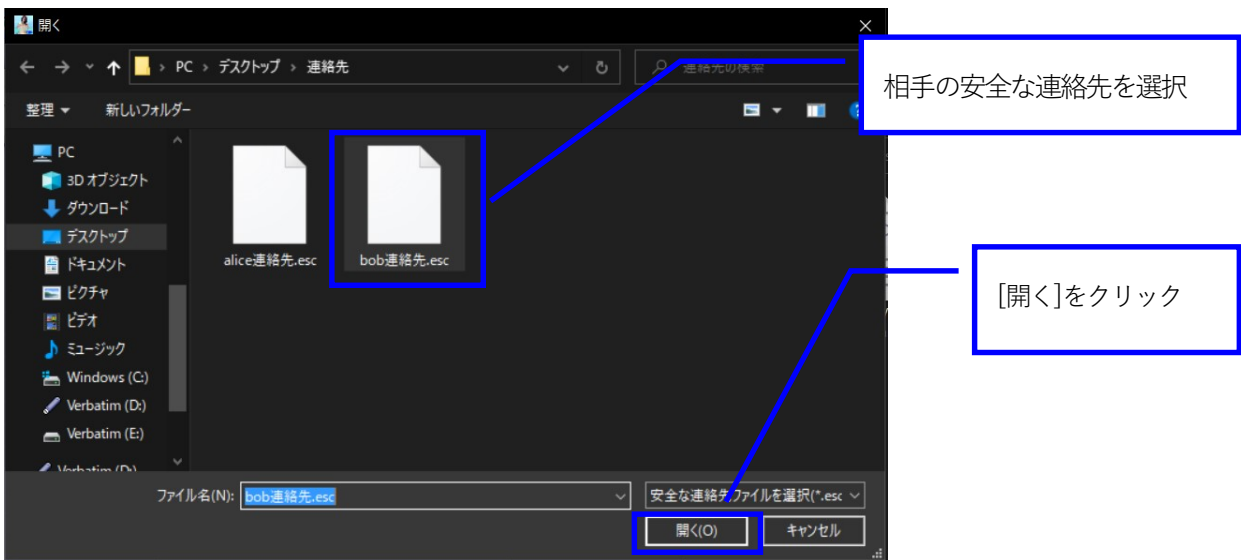 開く
PC > デスクトップ > 連絡先
連絡先の検索
相手の安全な連絡先を選択
整理 新しいフォルダー
PC
3D オブジェクト
ダウンロード
デスクトップ
ドキュメント
ピクチャ
ビデオ
ミュージック
Windows (C:)
Verbatim (D:)
Verbatim (E:)
Verbatim (D:)
alice連絡先.esc
bob連絡先.esc
[開く]をクリック
ファイル名(N): bob連絡先.esc
安全な連絡先ファイルを選択(*.esc
開く(O) キャンセル